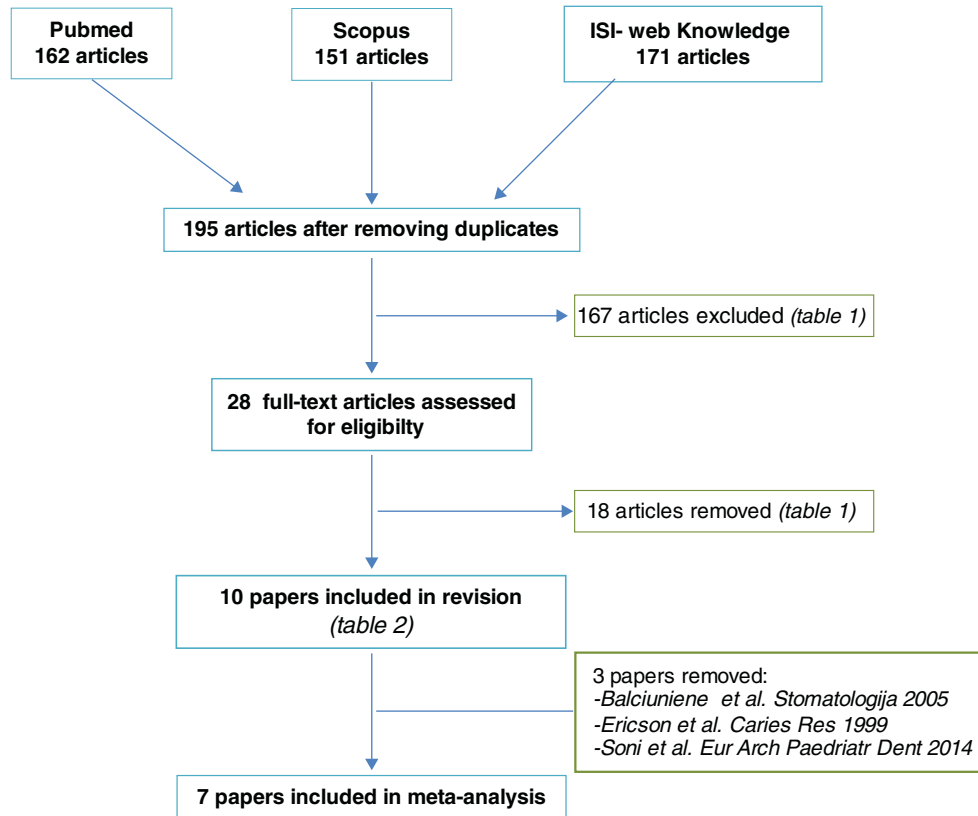 Pubmed
162 articles
Scopus
151 articles
ISI- web Knowledge
171 articles
195 articles after removing duplicates
167 articles excluded (table 1)
28 full-text articles assessed
for eligibilty
18 articles removed (table 1)
10 papers included in revision
(table 2)
3 papers removed:
-Balciuniene et al. Stomatologija 2005
-Ericson et al. Caries Res 1999
-Soni et al. Eur Arch Paedriatr Dent 2014
7 papers included in meta-analysis